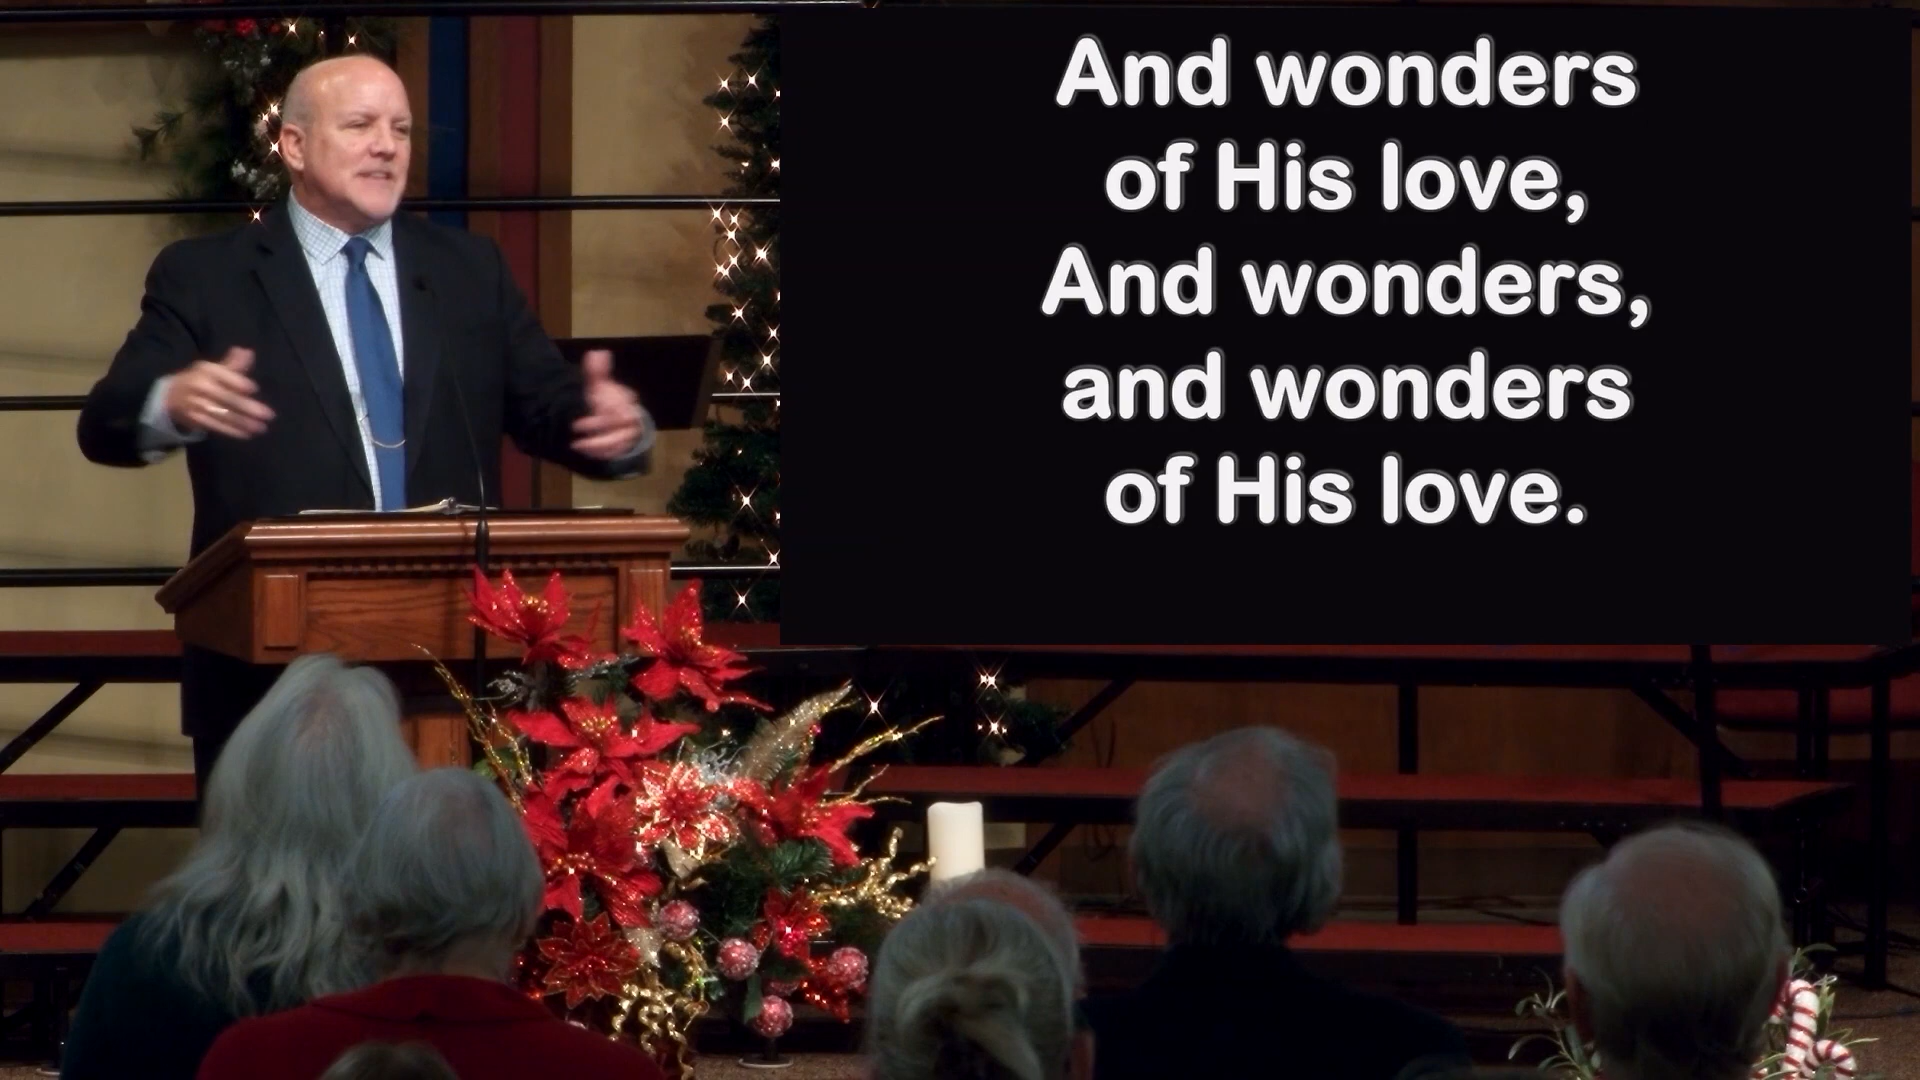 And wonders
of His love,
And wonders,
and wonders
of His love.